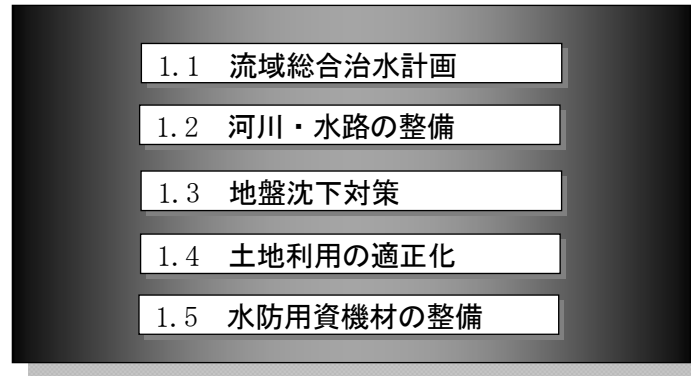 1.1 流域総合治水計画
1.2 河川・水路の整備
1.3 地盤沈下対策
1.4 土地利用の適正化
1.5 水防用資機材の整備